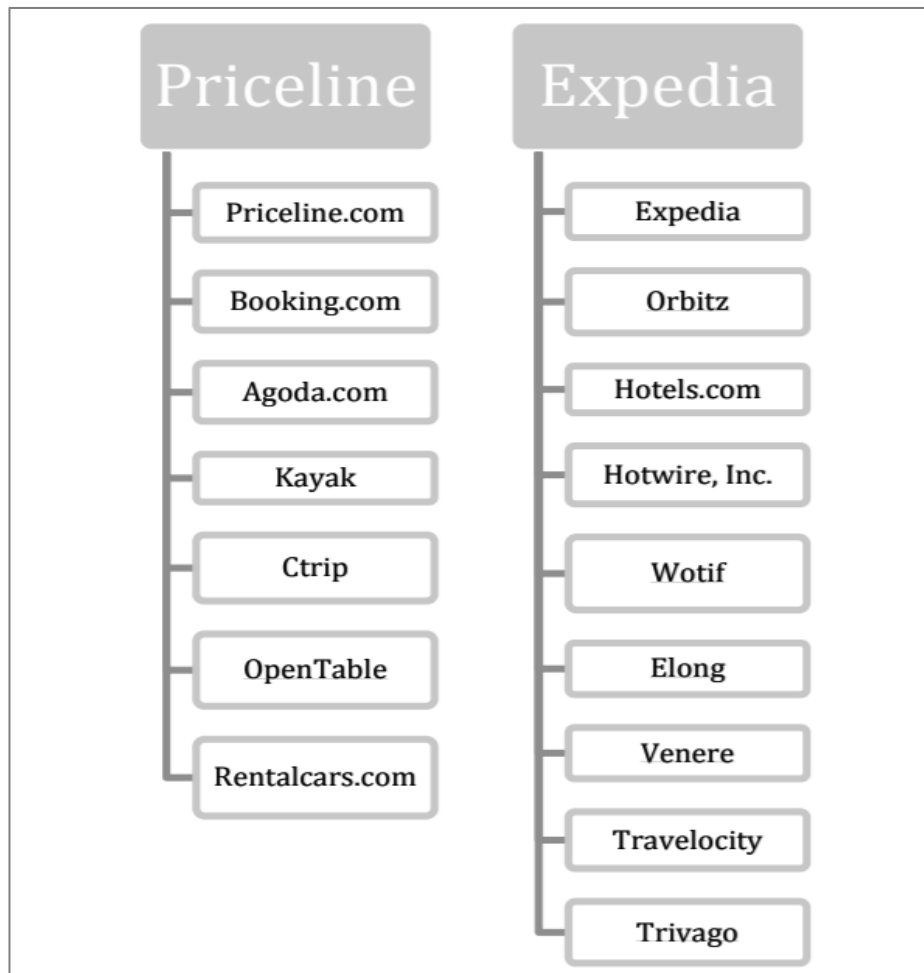 Priceline
Priceline.com
Booking.com
Agoda.com
Kayak
Ctrip
OpenTable
Rentalcars.com
Expedia
Expedia
Orbitz
Hotels.com
Hotwire, Inc.
Wotif
Elong
Venere
Travelocity
Trivago